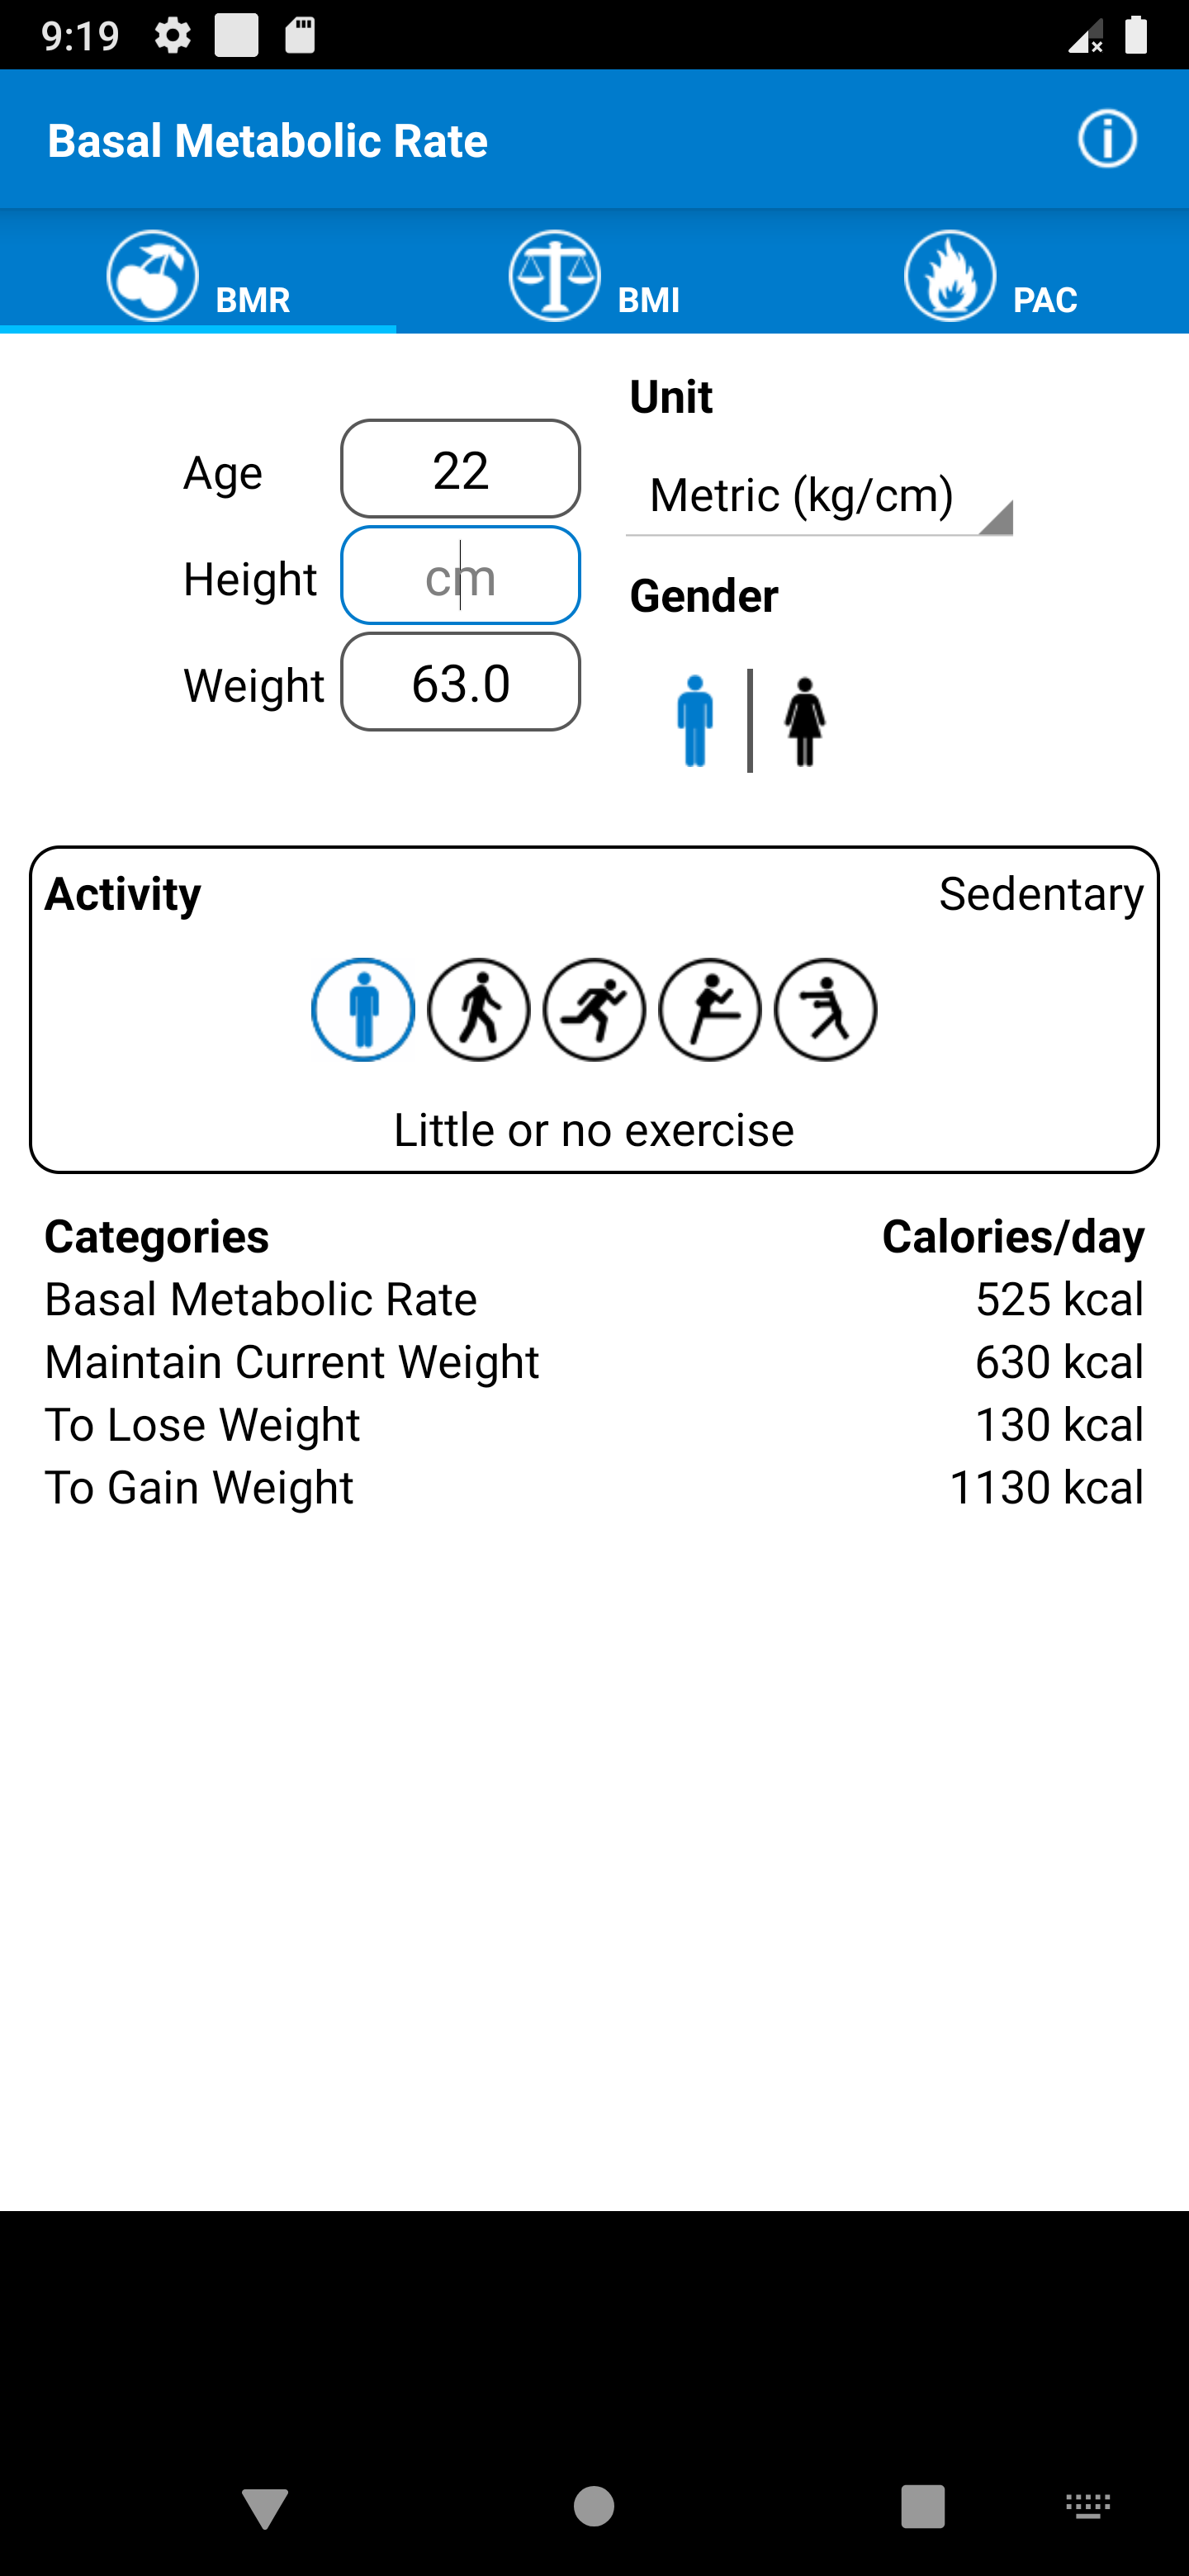 9:19
Basal Metabolic Rate
BMR
BMI
PAC
Unit
Age
22
Metric (kg/cm)
Height
cm
Gender
Weight
63.0
Activity
Sedentary
Little or no exercise
Categories
Calories/day
Basal Metabolic Rate
525 kcal
Maintain Current Weight
630 kcal
To Lose Weight
130 kcal
To Gain Weight
1130 kcal